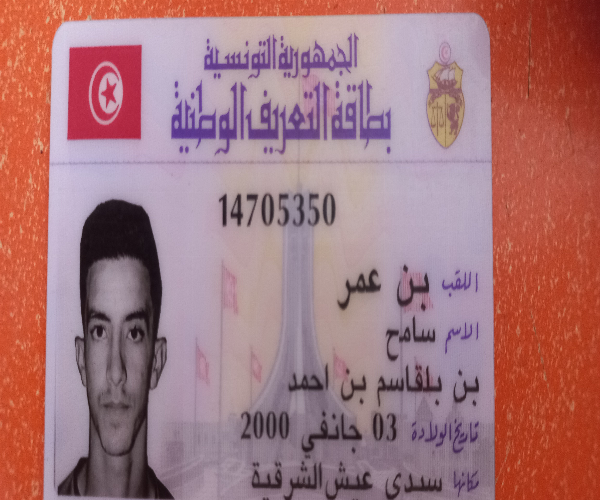 الجمهورية التونسية
بطاقة التعريف الوطنية
14705350
اللقب بن عمر
الاسم سامح
بن بلقاسم بن احمد
تاريخ الولادة 03 جانفي 2000
مكانها سيدي عيش الشرقية